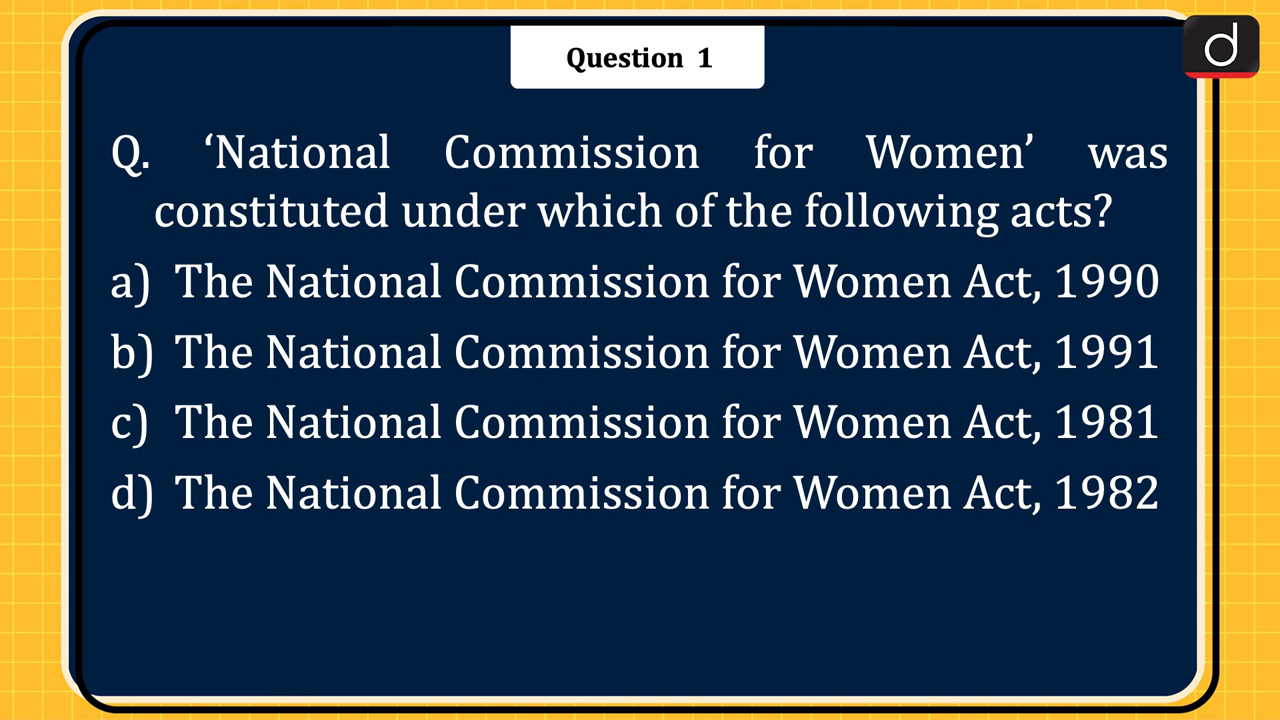 Question 1
d
Q. ‘National Commission for Women’ was
constituted under which of the following acts?
a) The National Commission for Women Act, 1990
b) The National Commission for Women Act, 1991
c) The National Commission for Women Act, 1981
d) The National Commission for Women Act, 1982